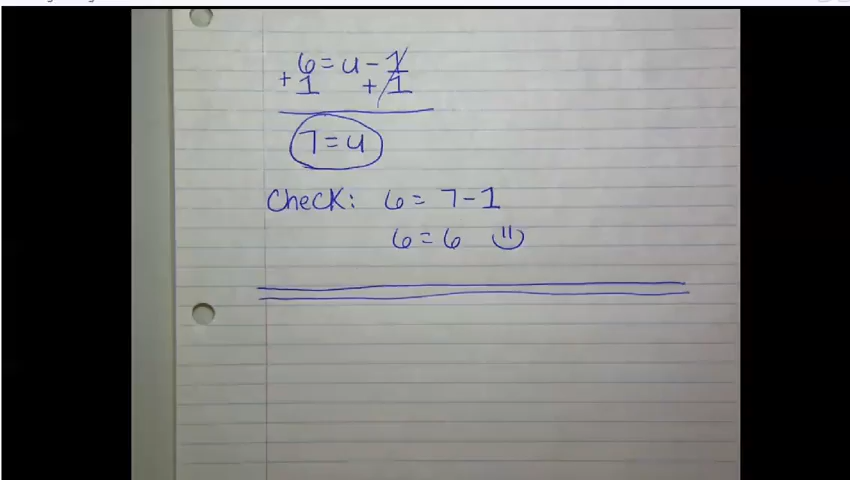 6 = u - 1
+1 +1
7 = u
Check: 6 = 7 - 1
6 = 6